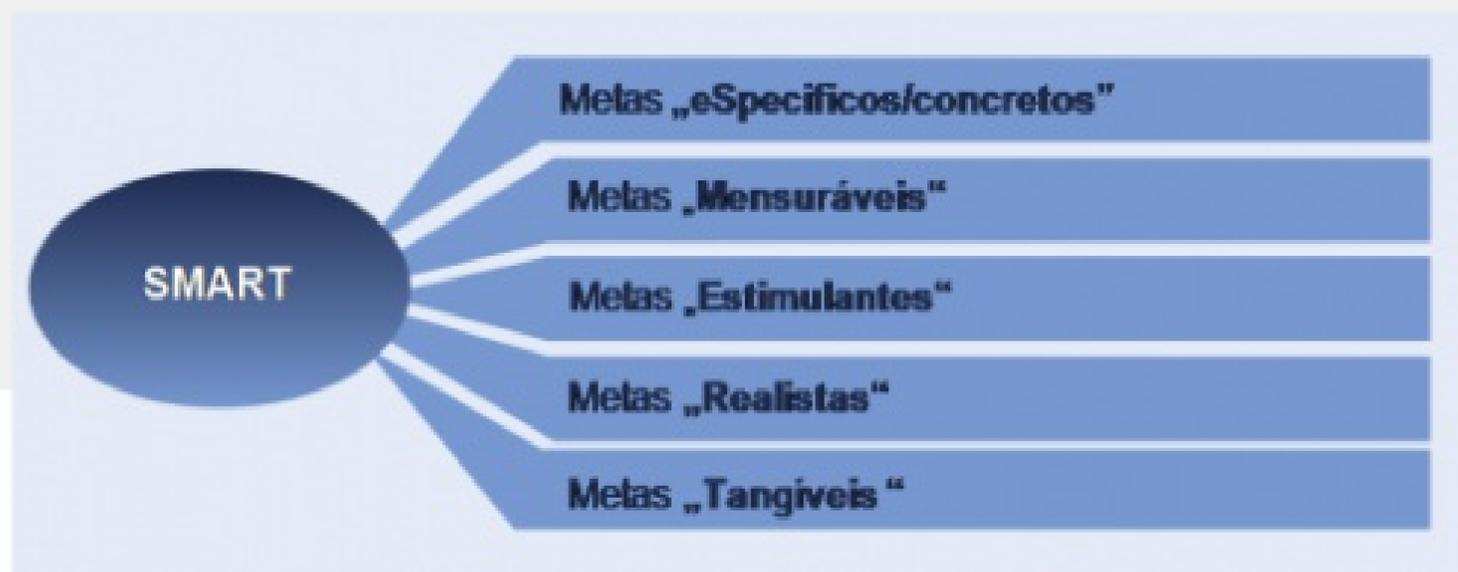 Metas „eSpecificos/concretos”
Metas „Mensuráveis“
SMART
Metas „Estimulantes“
Metas „Realistas“
Metas „Tangíveis “